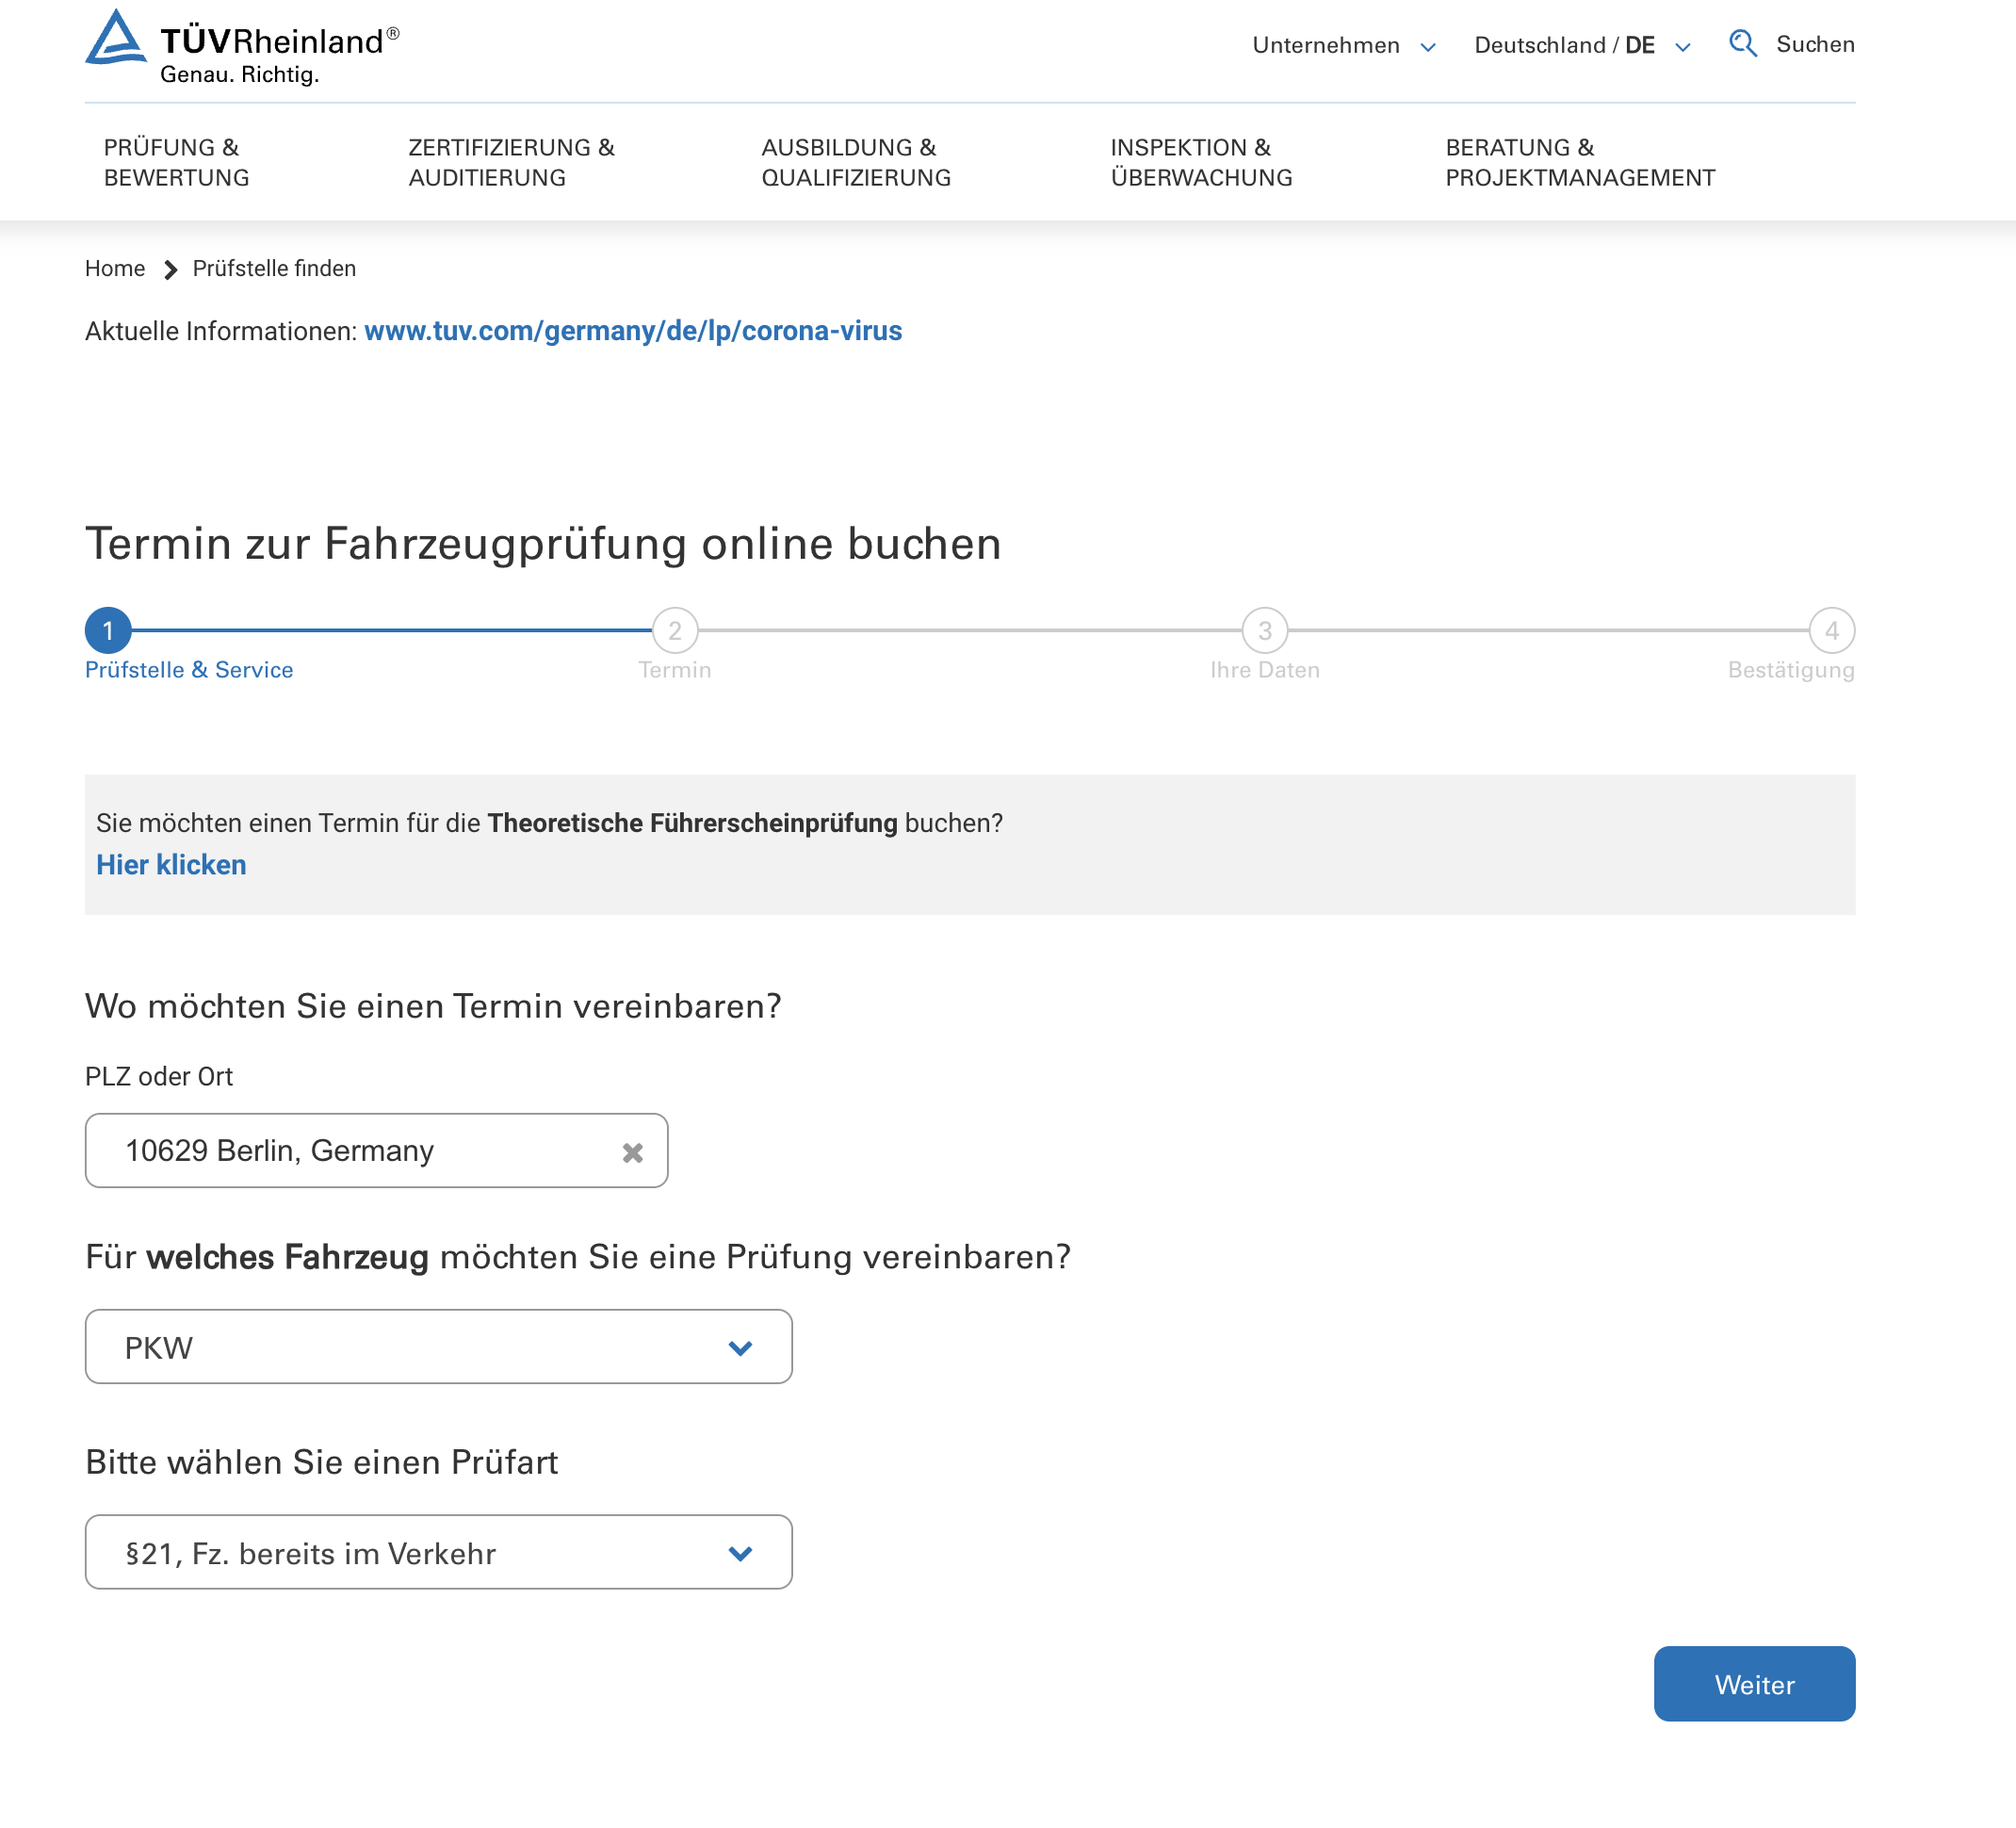 TÜVRheinland®
Genau. Richtig.
Unternehmen
Deutschland / DE
Suchen
PRÜFUNG &
BEWERTUNG
ZERTIFIZIERUNG &
AUDITIERUNG
AUSBILDUNG &
QUALIFIZIERUNG
INSPEKTION &
ÜBERWACHUNG
BERATUNG &
PROJEKTMANAGEMENT
Home
Prüfstelle finden
Aktuelle Informationen: www.tuv.com/germany/de/lp/corona-virus
Termin zur Fahrzeugprüfung online buchen
1
Prüfstelle & Service
2
Termin
3
Ihre Daten
4
Bestätigung
Sie möchten einen Termin für die Theoretische Führerscheinprüfung buchen?
Hier klicken
Wo möchten Sie einen Termin vereinbaren?
PLZ oder Ort
10629 Berlin, Germany
Für welches Fahrzeug möchten Sie eine Prüfung vereinbaren?
PKW
Bitte wählen Sie einen Prüfart
§21, Fz. bereits im Verkehr
Weiter